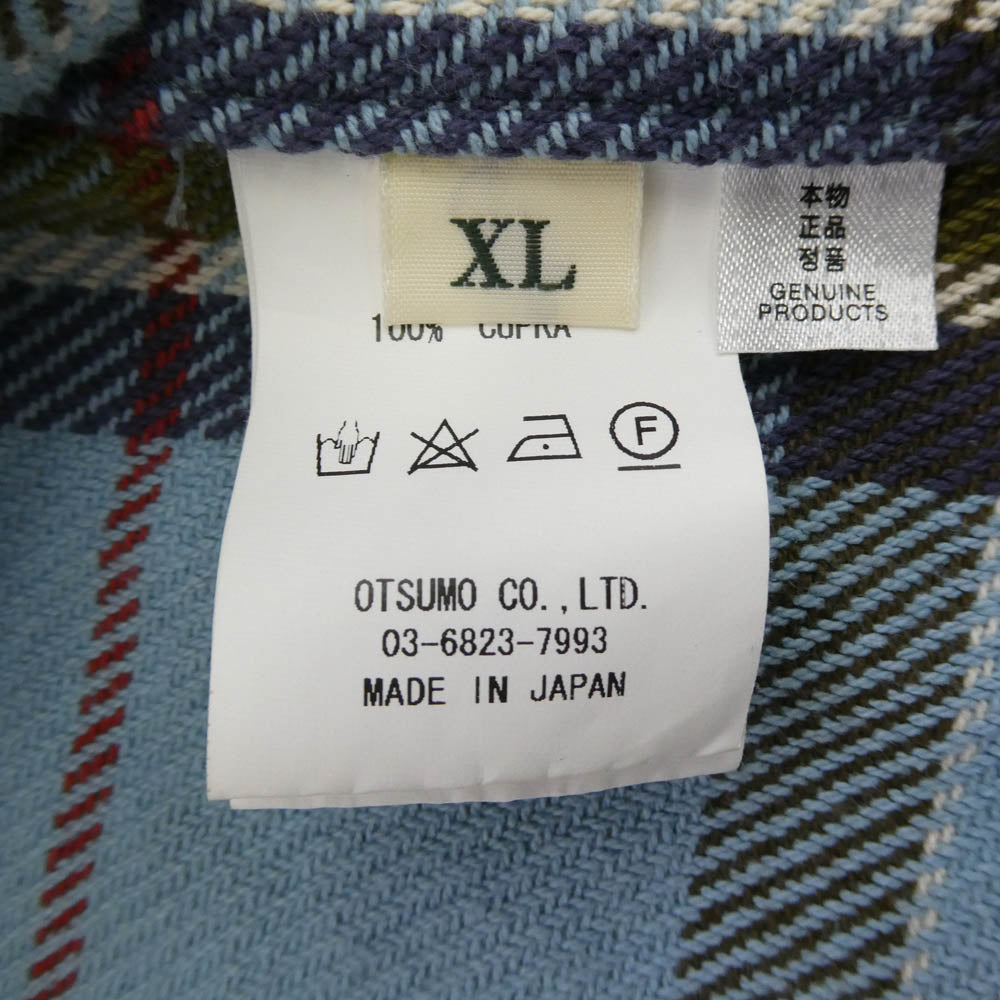 XL
本物
正品
정품
GENUINE
PRODUCTS
100% CUPRA
F
OTSUMO CO.,LTD.
03-6823-7993
MADE IN JAPAN